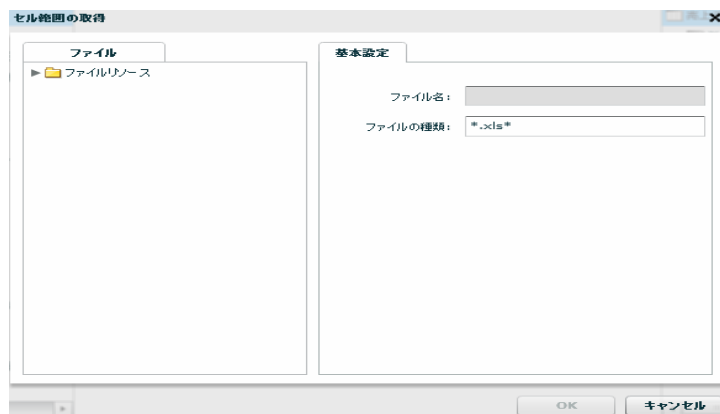 セル範囲の取得
ファイル
基本設定
ファイルリソース
ファイル名:
ファイルの種類:
*.xls*
OK
キャンセル